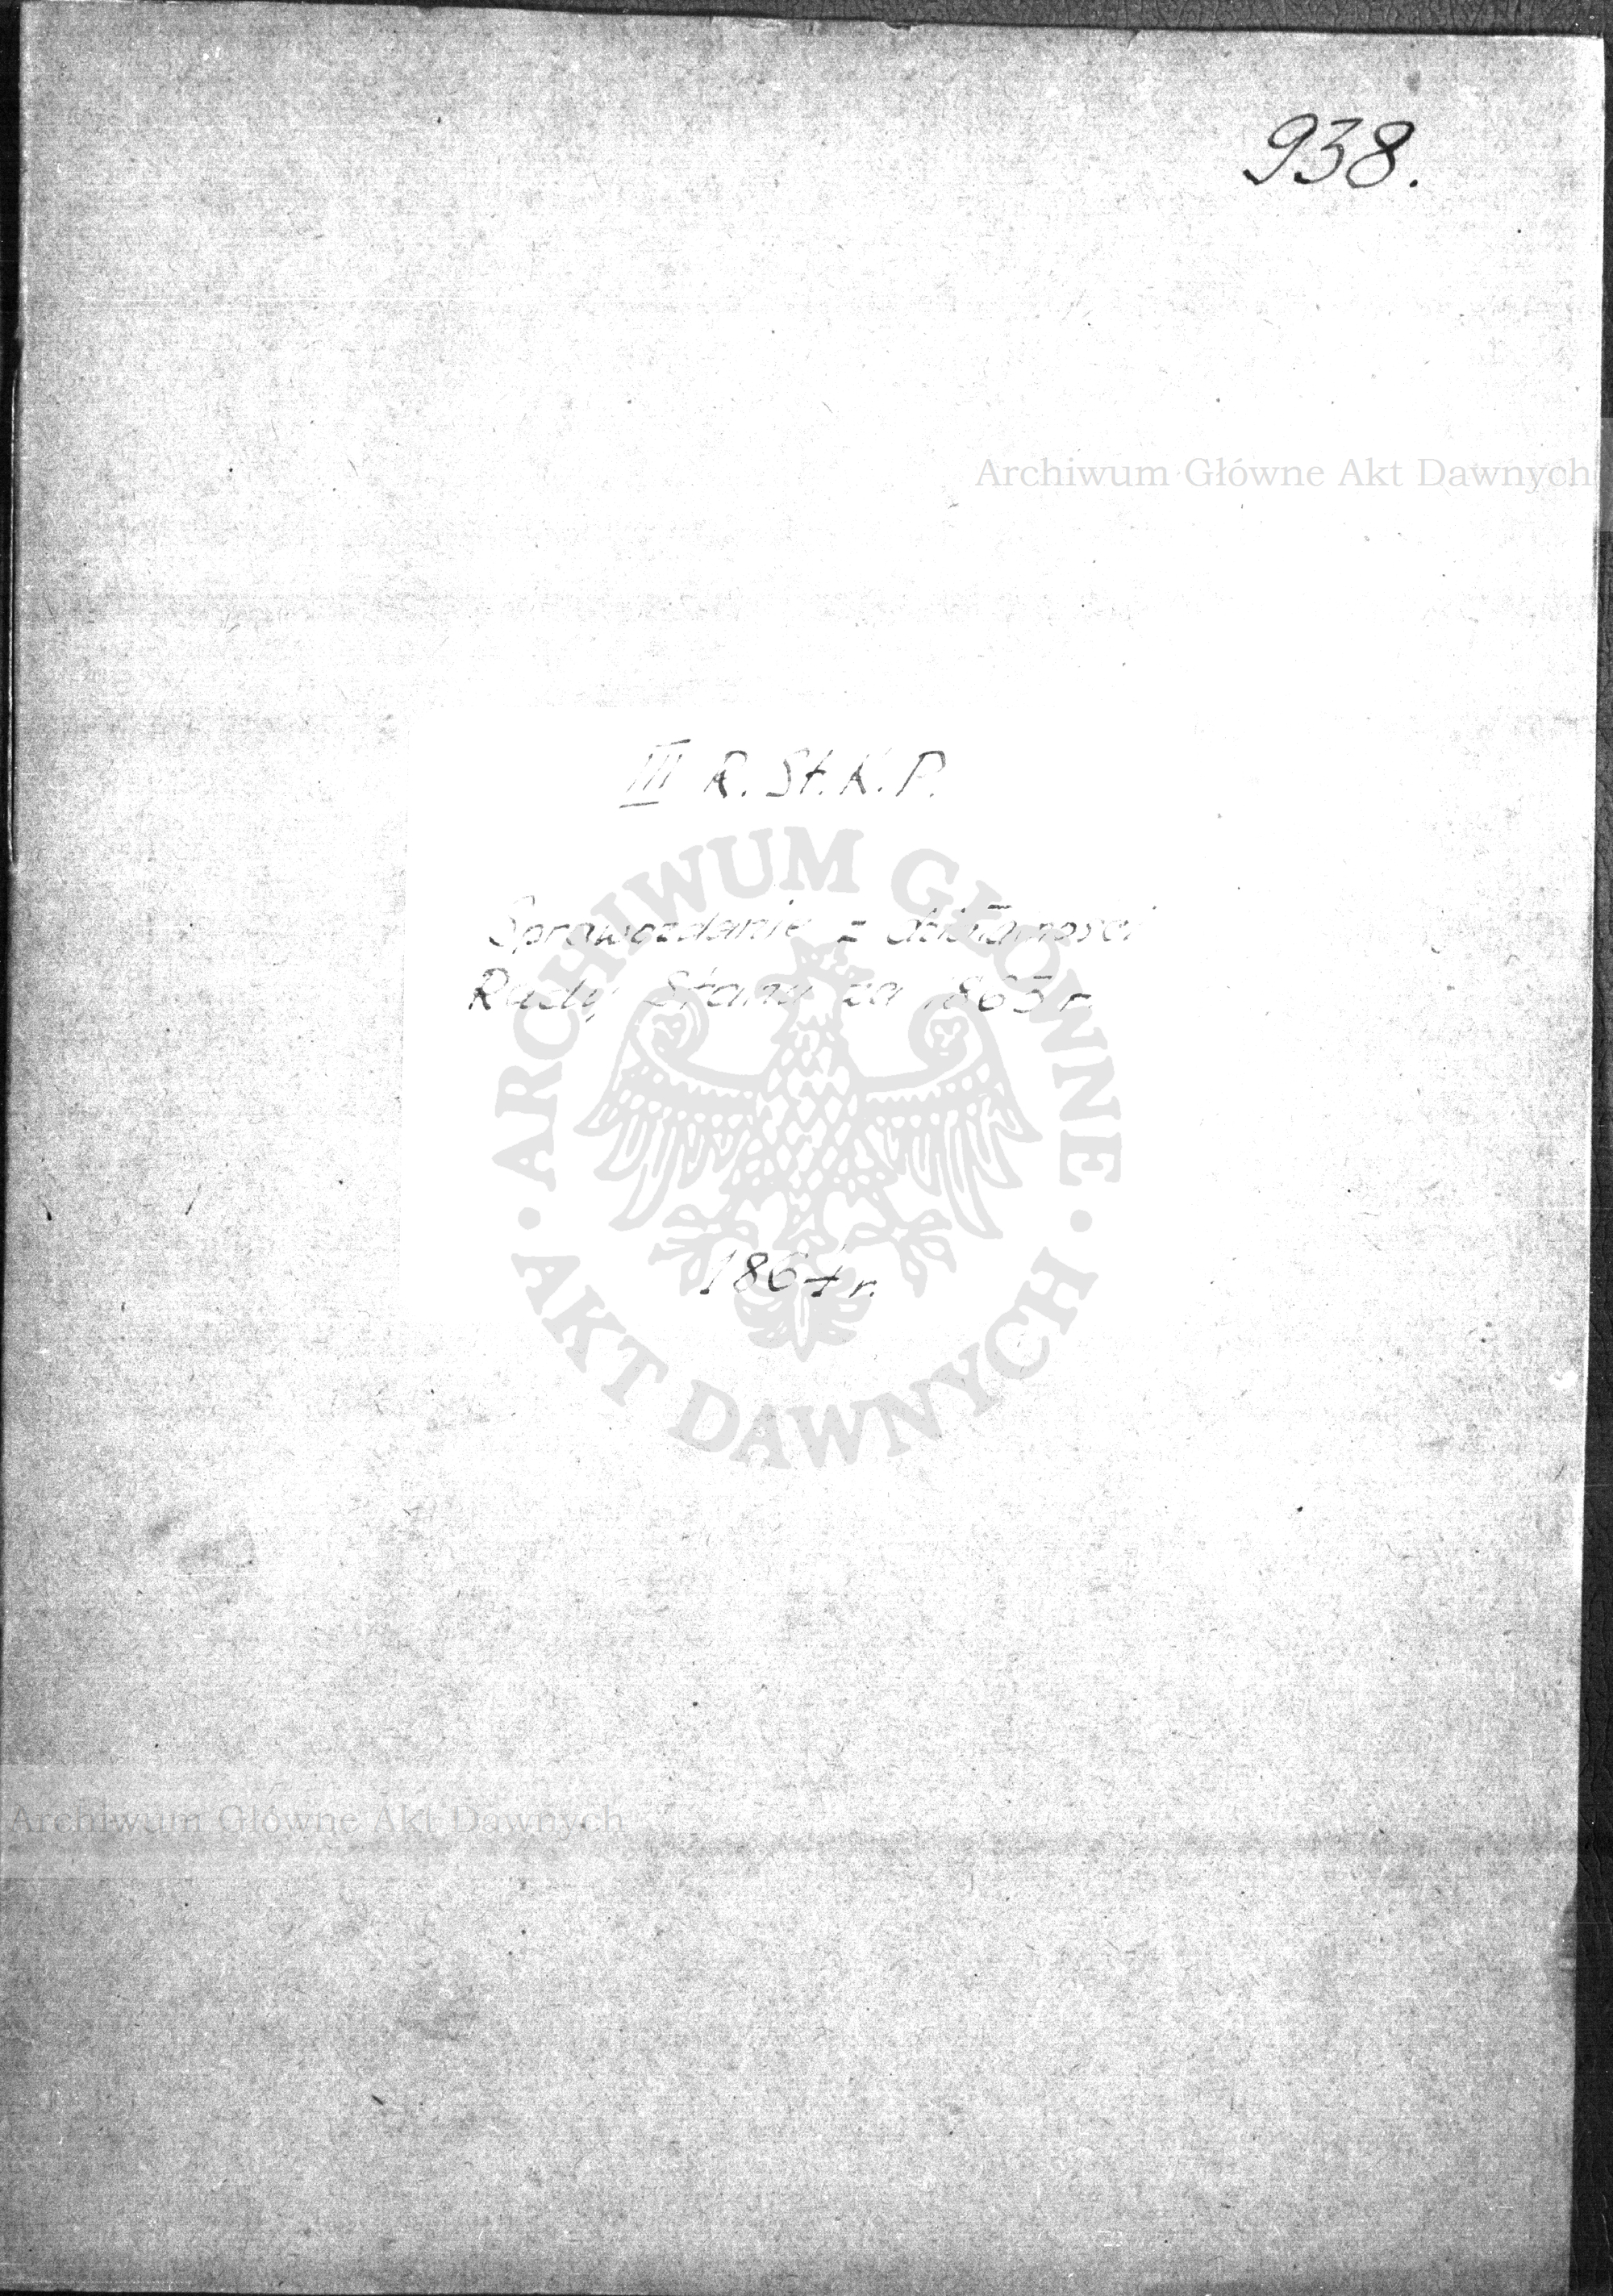 938.
Archiwum Główne Akt Dawnych
III R. St. K. P.
Sprawozdanie z działalności
Rady Stanu za 1863 r.
1864 r.
ARCHIWUM GŁÓWNE
AKT DAWNYCH
Archiwum Główne Akt Dawnych